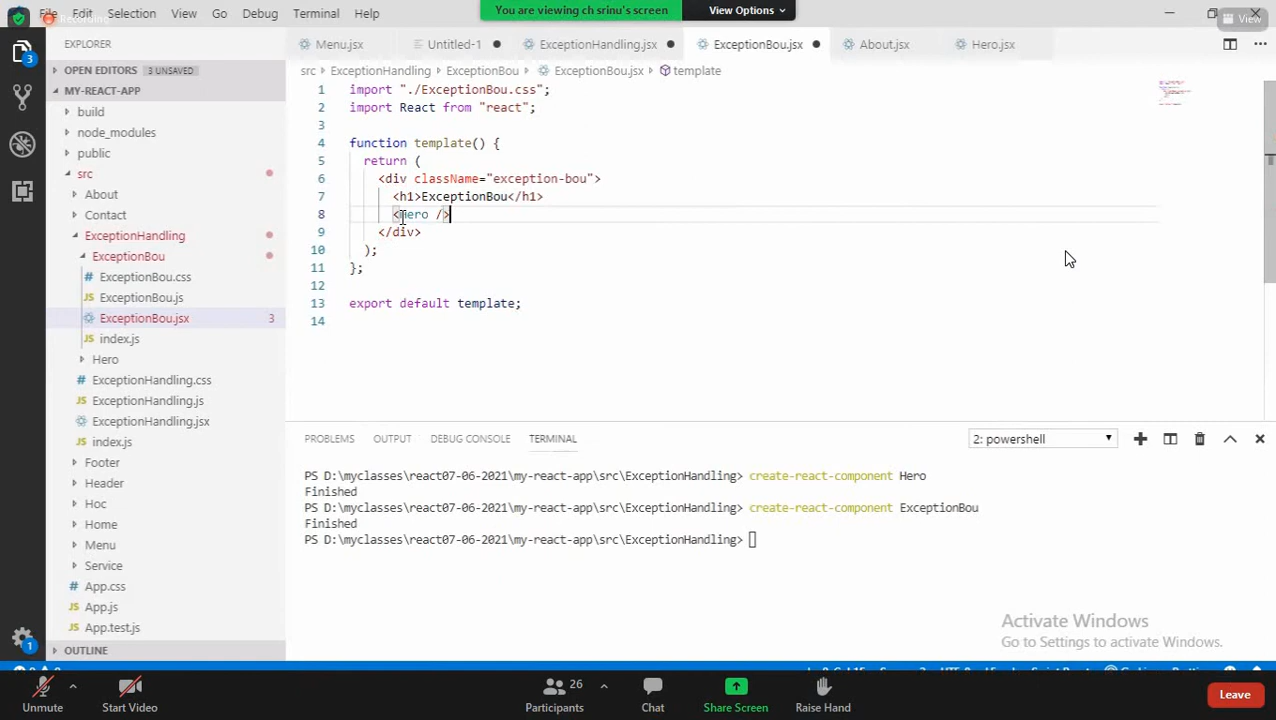 Recording
File Edit Selection View Go Debug Terminal Help
You are viewing ch srinu's screen
View Options
View
EXPLORER
Menu.jsx
Untitled-1
ExceptionHandling.jsx
ExceptionBou.jsx
About.jsx
Hero.jsx
OPEN EDITORS 3 UNSAVED
src ExceptionHandling ExceptionBou ExceptionBou.jsx template
MY-REACT-APP
build
node_modules
public
src
About
Contact
ExceptionHandling
ExceptionBou
ExceptionBou.css
ExceptionBou.js
ExceptionBou.jsx 3
index.js
Hero
ExceptionHandling.css
ExceptionHandling.js
ExceptionHandling.jsx
index.js
Footer
Header
Hoc
Home
Menu
Service
App.css
App.js
App.test.js
OUTLINE
3
1
1 import "./ExceptionBou.css";
2 import React from "react";
3
4 function template() {
5 return (
6 <div className="exception-bou">
7 <h1>ExceptionBou</h1>
8 <Hero />
9 </div>
10 );
11 };
12
13 export default template;
14
PROBLEMS OUTPUT DEBUG CONSOLE TERMINAL
2: powershell
PS D:\myclasses\react07-06-2021\my-react-app\src\ExceptionHandling> create-react-component Hero
Finished
PS D:\myclasses\react07-06-2021\my-react-app\src\ExceptionHandling> create-react-component ExceptionBou
Finished
PS D:\myclasses\react07-06-2021\my-react-app\src\ExceptionHandling>
Activate Windows
Go to Settings to activate Windows.
Unmute
Start Video
26
Participants
Chat
Share Screen
Raise Hand
Leave